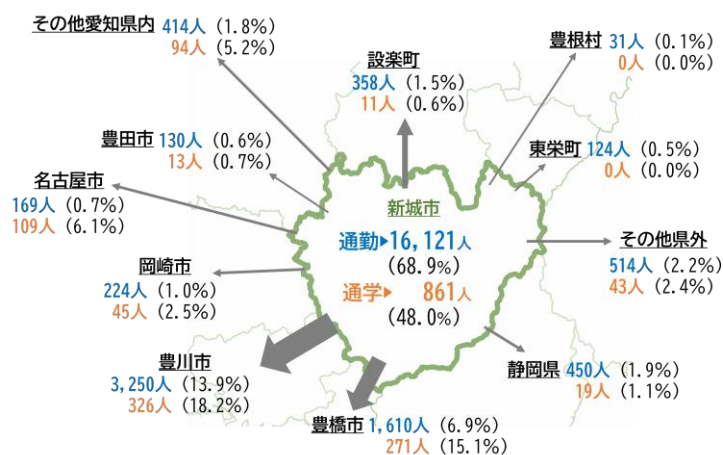 その他愛知県内 414人 (1.8%)
94人 (5.2%)
設楽町
358人 (1.5%)
11人 (0.6%)
豊根村 31人 (0.1%)
0人 (0.0%)
豊田市 130人 (0.6%)
13人 (0.7%)
東栄町 124人 (0.5%)
0人 (0.0%)
名古屋市
169人 (0.7%)
109人 (6.1%)
新城市
通勤▶16,121人
(68.9%)
通学▶ 861人
(48.0%)
その他県外
514人 (2.2%)
43人 (2.4%)
岡崎市
224人 (1.0%)
45人 (2.5%)
豊川市
3,250人 (13.9%)
326人 (18.2%)
静岡県 450人 (1.9%)
19人 (1.1%)
豊橋市 1,610人 (6.9%)
271人 (15.1%)